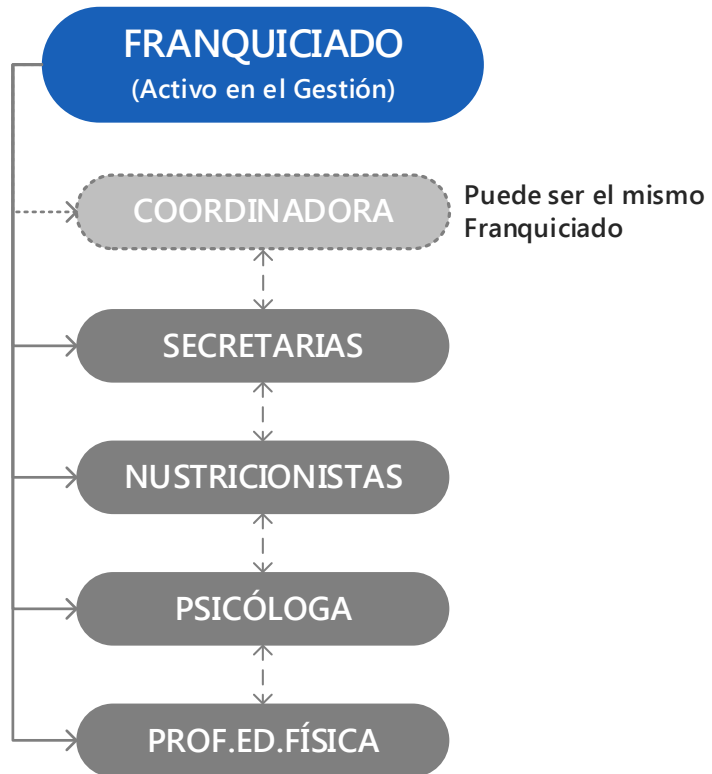 FRANQUICIADO
(Activo en el Gestión)
COORDINADORA
Puede ser el mismo
Franquiciado
SECRETARIAS
NUSTRICIONISTAS
PSICÓLOGA
PROF.ED.FÍSICA